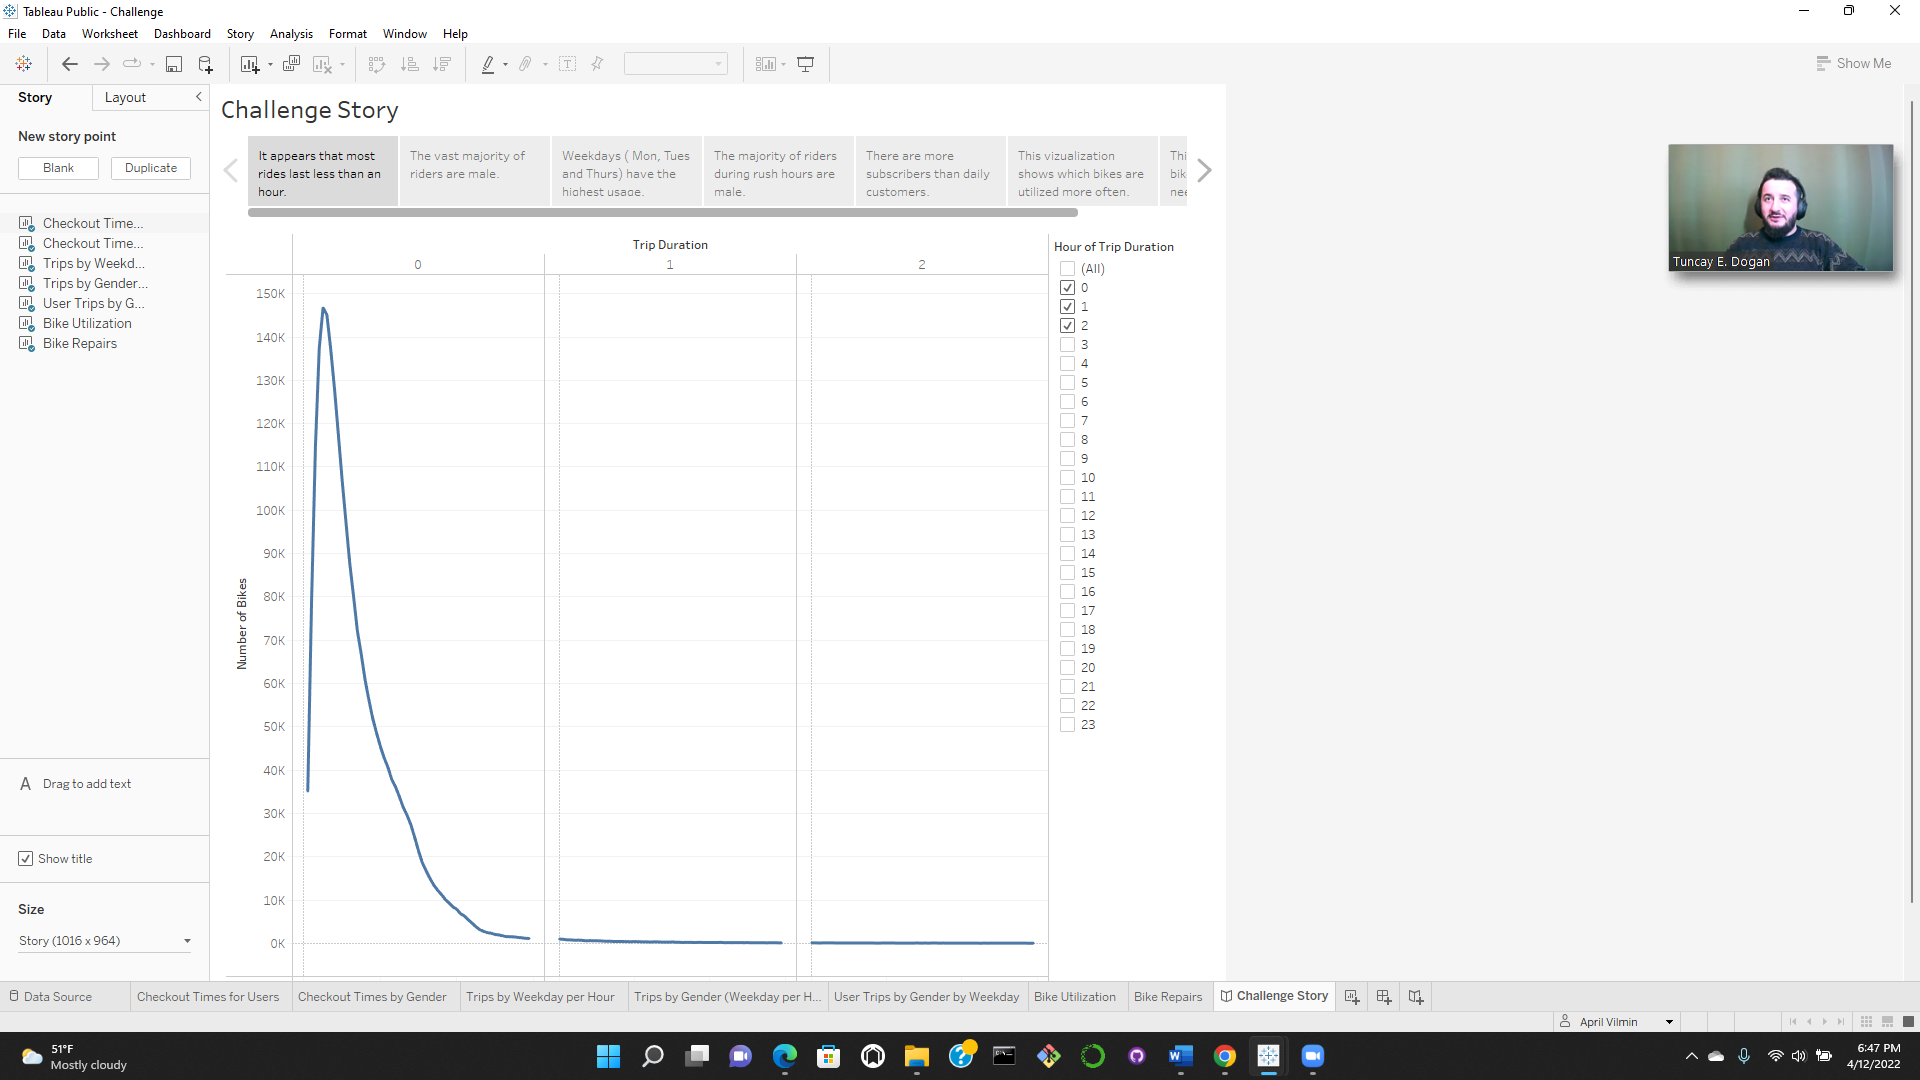 Tableau Public - Challenge
File Data Worksheet Dashboard Story Analysis Format Window Help
Show Me
Story Layout
New story point
Blank Duplicate
Checkout Time...
Checkout Time...
Trips by Weekd...
Trips by Gender...
User Trips by G...
Bike Utilization
Bike Repairs
A Drag to add text
Show title
Size
Story (1016 x 964)
Challenge Story
It appears that most
rides last less than an
hour.
The vast majority of
riders are male.
Weekdays ( Mon, Tues
and Thurs) have the
highest usage.
The majority of riders
during rush hours are
male.
There are more
subscribers than daily
customers.
This vizualization
shows which bikes are
utilized more often.
Thi
bik
nee
Trip Duration
0 1 2
150K
140K
130K
120K
110K
100K
90K
80K
70K
60K
50K
40K
30K
20K
10K
0K
Number of Bikes
Hour of Trip Duration
(All)
0
1
2
3
4
5
6
7
8
9
10
11
12
13
14
15
16
17
18
19
20
21
22
23
Tuncay E. Dogan
Data Source Checkout Times for Users Checkout Times by Gender Trips by Weekday per Hour Trips by Gender (Weekday per H... User Trips by Gender by Weekday Bike Utilization Bike Repairs Challenge Story
April Vilmin
51°F
Mostly cloudy
6:47 PM
4/12/2022